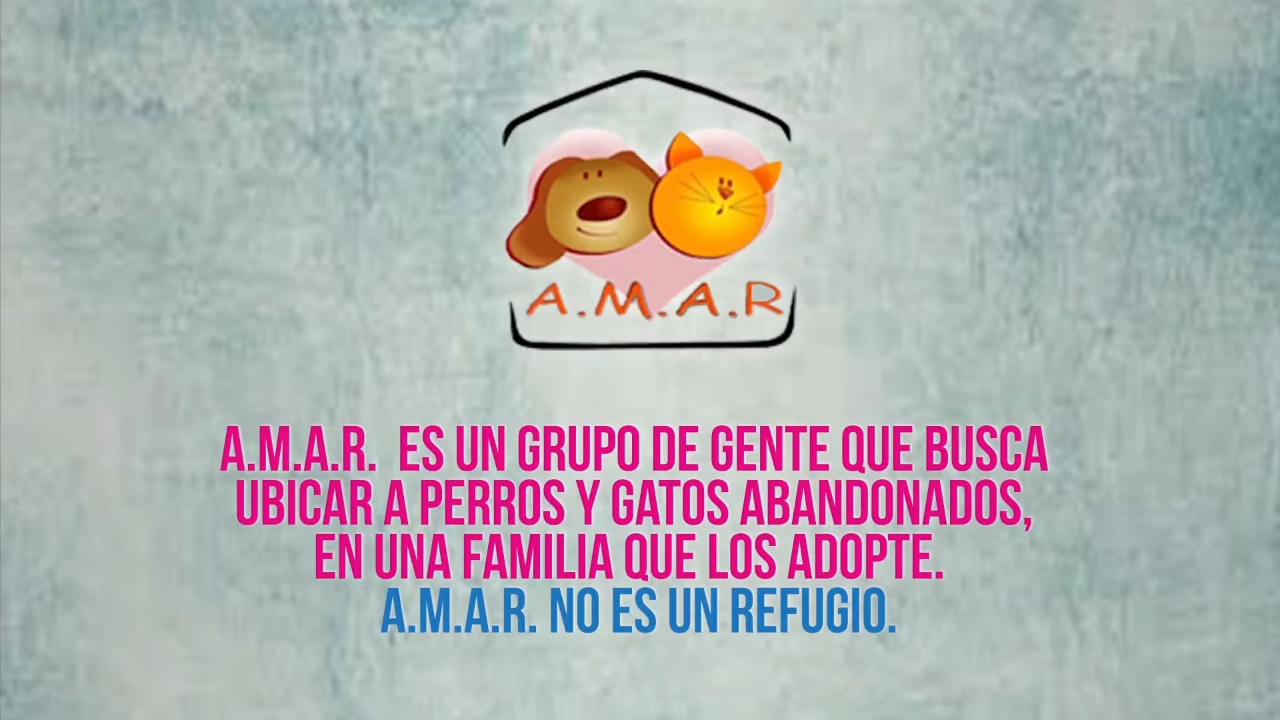 A.M.A.R
A.M.A.R. ES UN GRUPO DE GENTE QUE BUSCA
UBICAR A PERROS Y GATOS ABANDONADOS,
EN UNA FAMILIA QUE LOS ADOPTE.
A.M.A.R. NO ES UN REFUGIO.